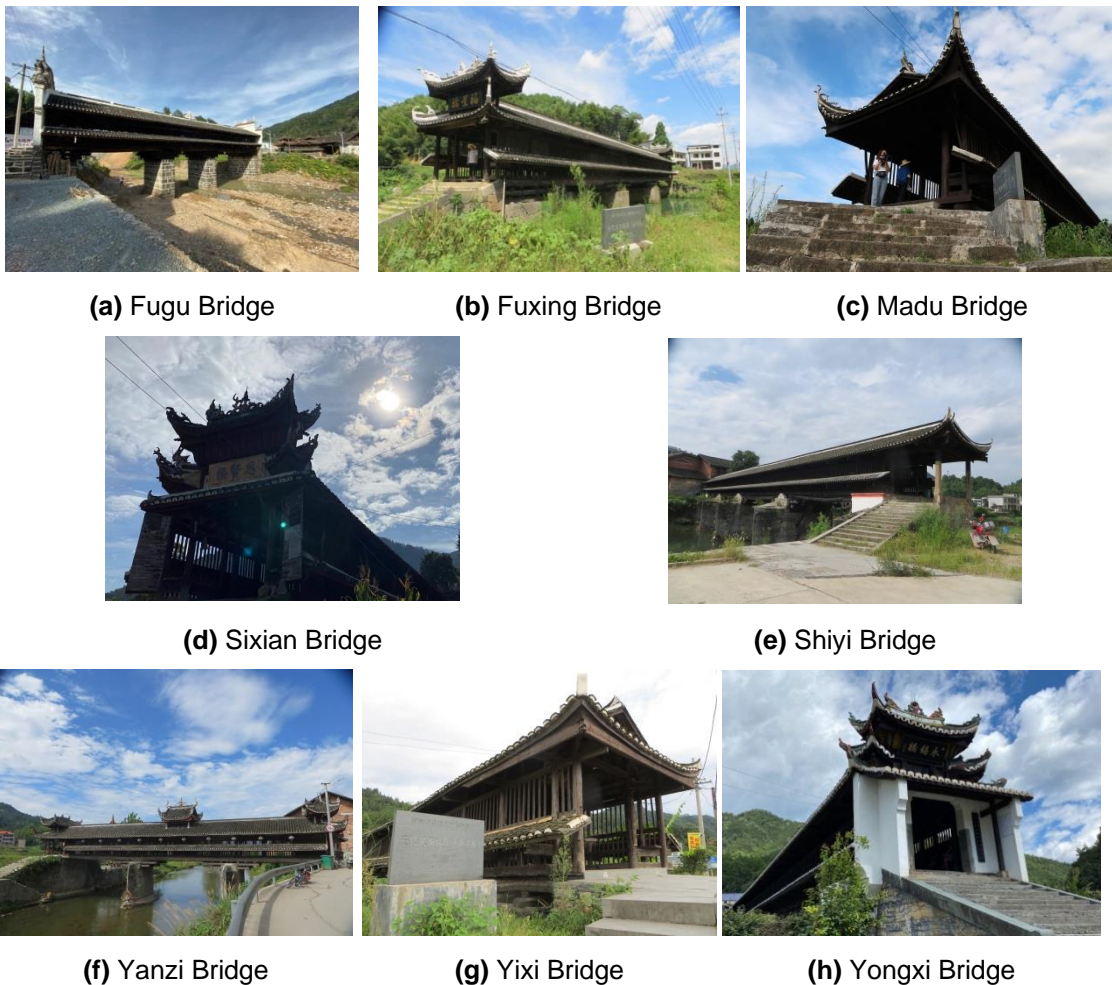 (a) Fugu Bridge
(b) Fuxing Bridge
(c) Madu Bridge
(d) Sixian Bridge
(e) Shiyi Bridge
(f) Yanzi Bridge
(g) Yixi Bridge
(h) Yongxi Bridge